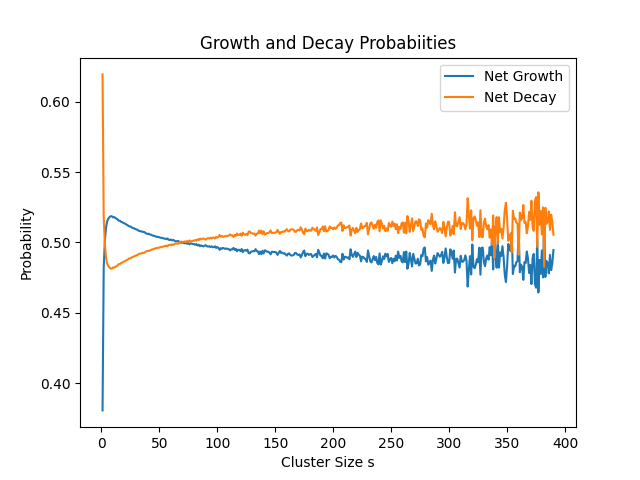 Growth and Decay Probabiities
Net Growth
Net Decay
0.60
0.55
0.50
0.45
0.40
Probability
0
50
100
150
200
250
300
350
400
Cluster Size s